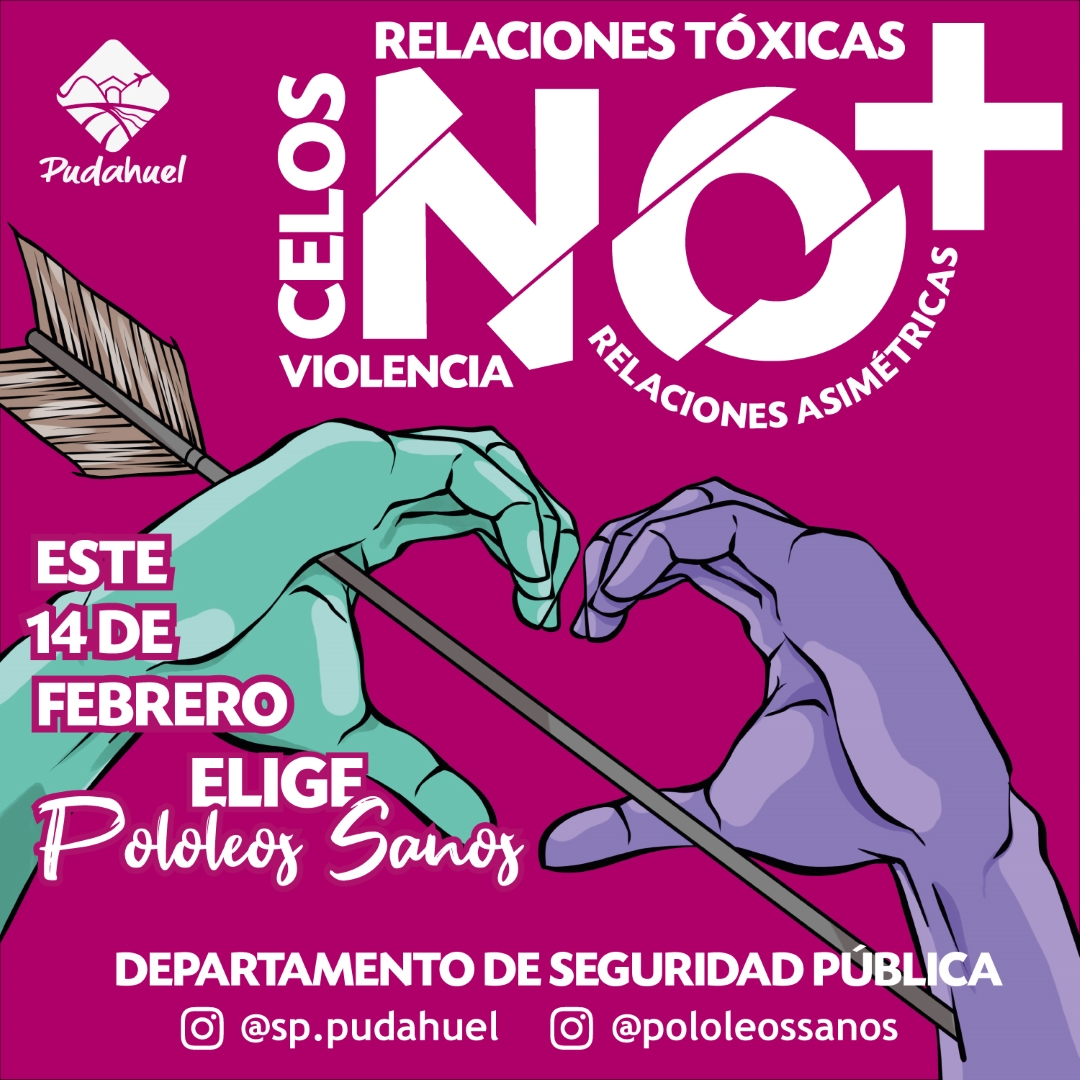 Pudahuel
RELACIONES TÓXICAS
CELOS
NO+
VIOLENCIA
RELACIONES ASIMÉTRICAS
ESTE
14 DE
FEBRERO
ELIGE
Pololeos Sanos
DEPARTAMENTO DE SEGURIDAD PÚBLICA
@sp.pudahuel
@pololeossanos